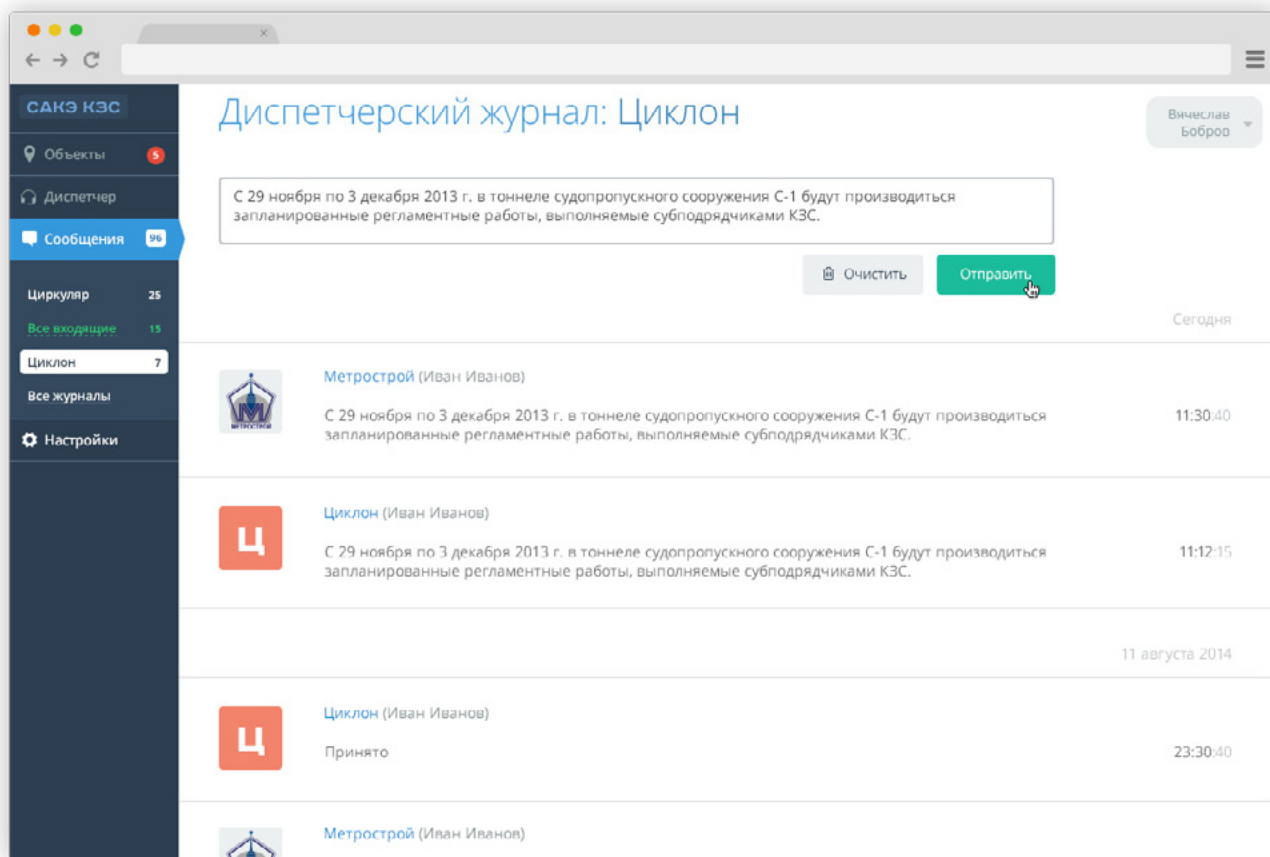 САКЭ КЗС
Объекты 5
Диспетчер
Сообщения 96
Циркуляр 25
Все входящие 15
Циклон 7
Все журналы
Настройки
Диспетчерский журнал: Циклон
Вячеслав
Бобров
С 29 ноября по 3 декабря 2013 г. в тоннеле судопропускного сооружения С-1 будут производиться
запланированные регламентные работы, выполняемые субподрядчиками КЗС.
Очистить
Отправить
Сегодня
МЕТРОСТРОЙ
Метрострой (Иван Иванов)
С 29 ноября по 3 декабря 2013 г. в тоннеле судопропускного сооружения С-1 будут производиться
запланированные регламентные работы, выполняемые субподрядчиками КЗС.
11:30:40
Ц
Циклон (Иван Иванов)
С 29 ноября по 3 декабря 2013 г. в тоннеле судопропускного сооружения С-1 будут производиться
запланированные регламентные работы, выполняемые субподрядчиками КЗС.
11:12:15
11 августа 2014
Ц
Циклон (Иван Иванов)
Принято
23:30:40
Метрострой (Иван Иванов)